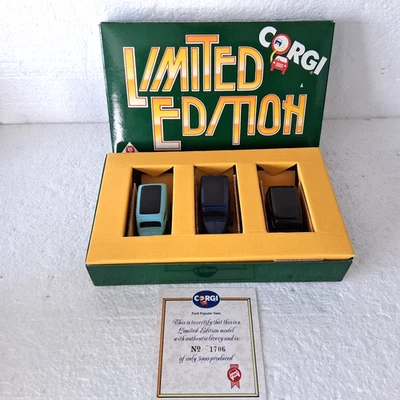 LIMITED
EDITION
CORGI
CORGI
Ford Popular Vans
This is to certify that this is a
Limited Edition model
with authentic livery and is:
No 1706
of only 5000 produced